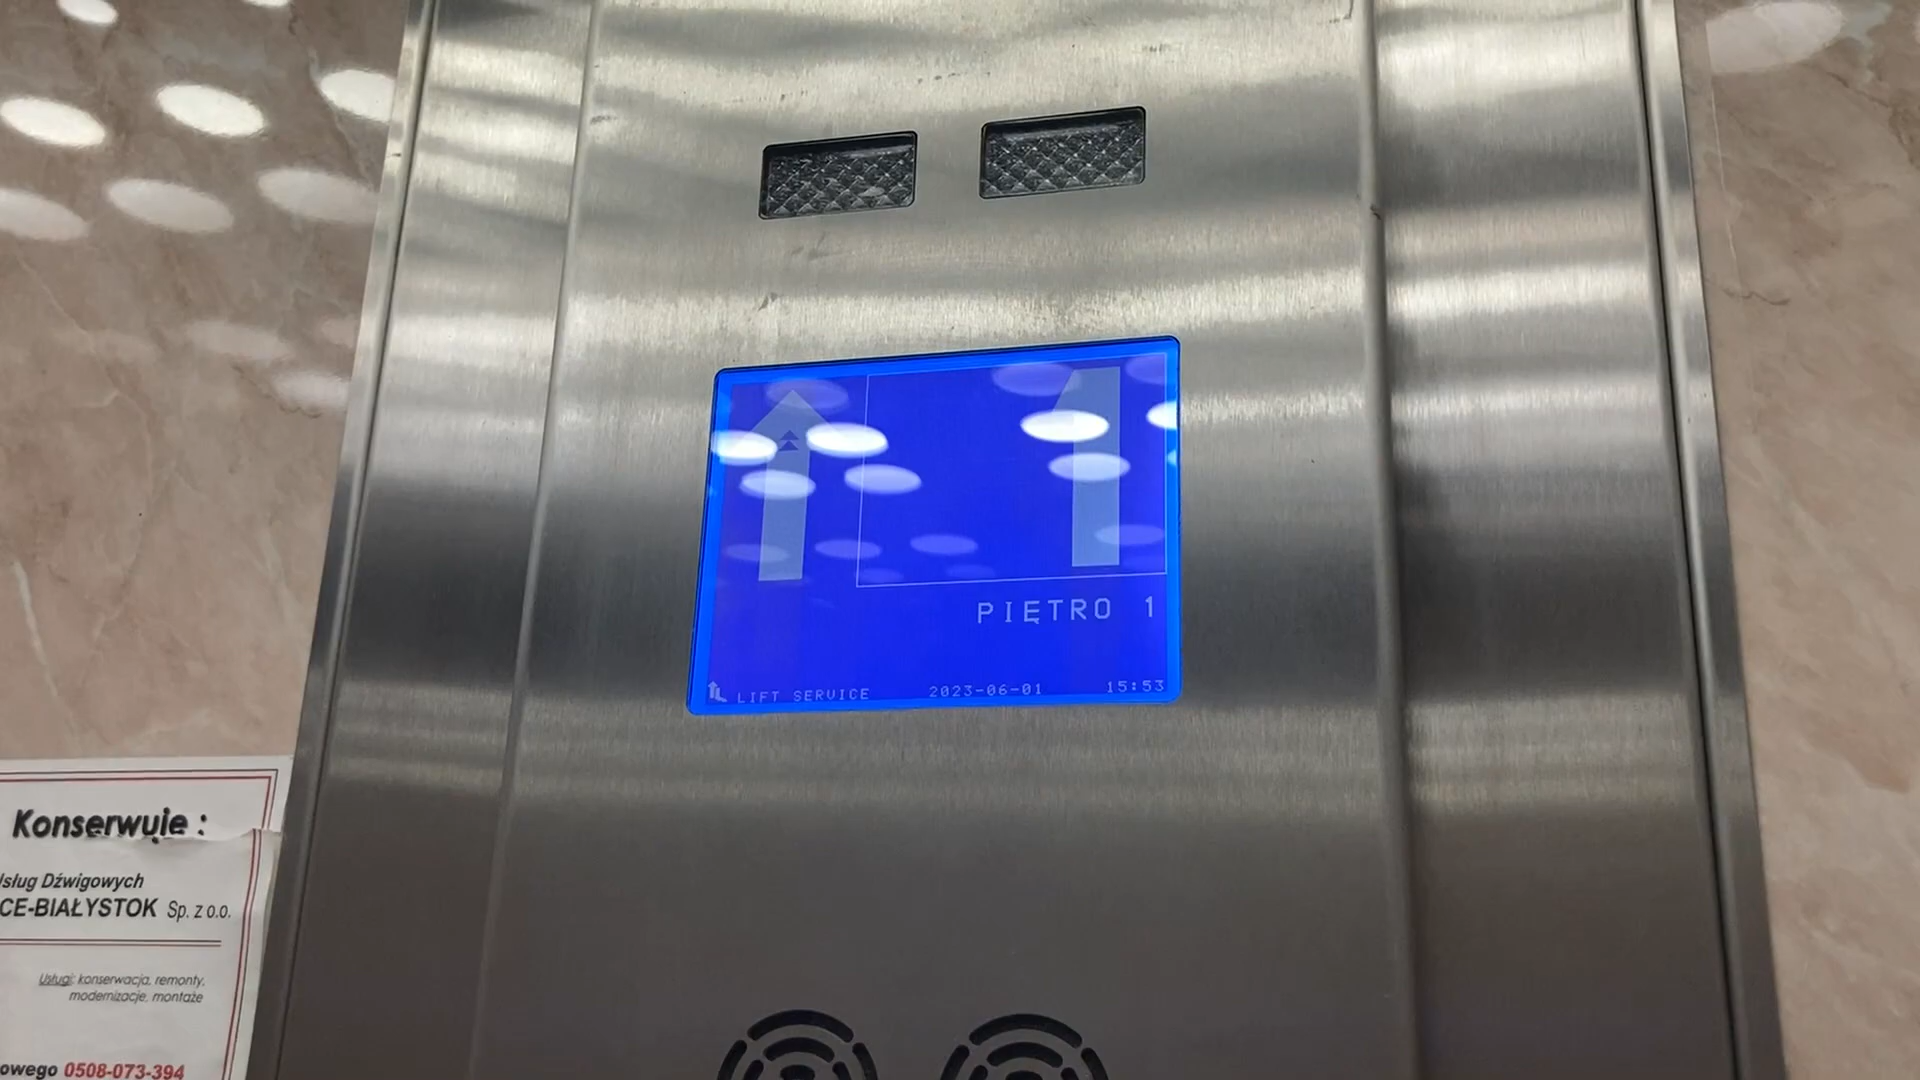 1
PIĘTRO 1
LIFT SERVICE 2023-06-01 15:53
Konserwuje :
Usług Dźwigowych
CE-BIAŁYSTOK Sp. z o.o.
Usługi: konserwacja, remonty,
modernizacje, montaże
owego 0508-073-394